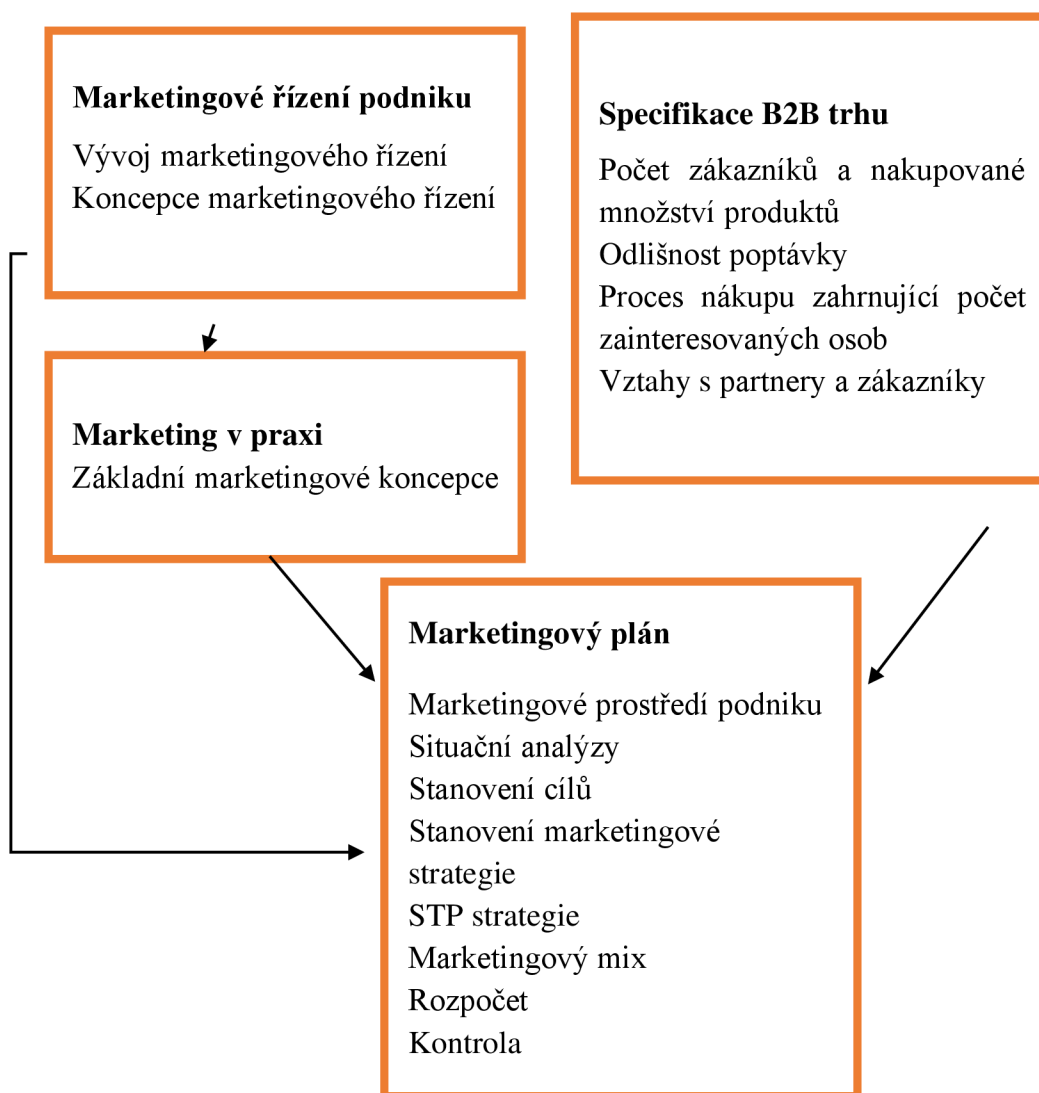 Marketingové řízení podniku
Vývoj marketingového řízení
Koncepce marketingového řízení
Specifikace B2B trhu
Počet zákazníků a nakupované
množství produktů
Odlišnost poptávky
Proces nákupu zahrnující počet
zainteresovaných osob
Vztahy s partnery a zákazníky
Marketing v praxi
Základní marketingové koncepce
Marketingový plán
Marketingové prostředí podniku
Situační analýzy
Stanovení cílů
Stanovení marketingové
strategie
STP strategie
Marketingový mix
Rozpočet
Kontrola